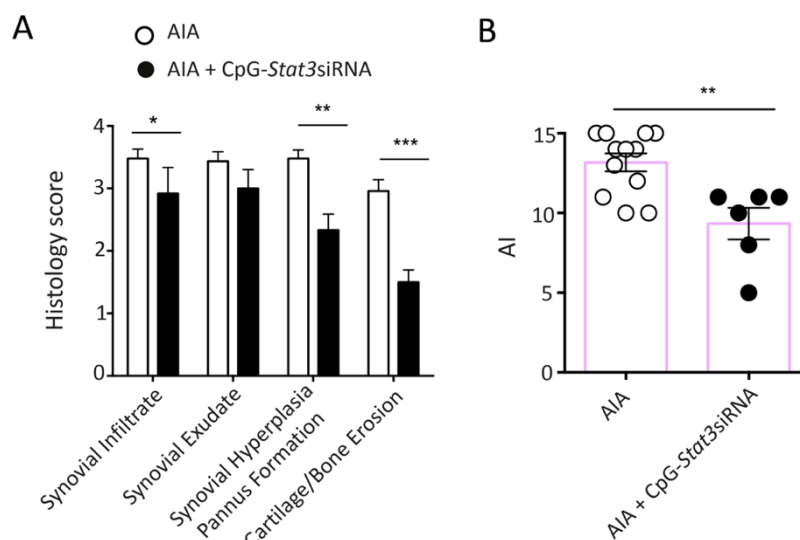 A
AIA
AIA + CpG-Stat3siRNA
*
**
***
4
3
2
1
0
Histology score
Synovial Infiltrate
Synovial Exudate
Synovial Hyperplasia
Pannus Formation
Cartilage/Bone Erosion
B
**
15
10
5
0
AI
AIA
AIA + CpG-Stat3siRNA